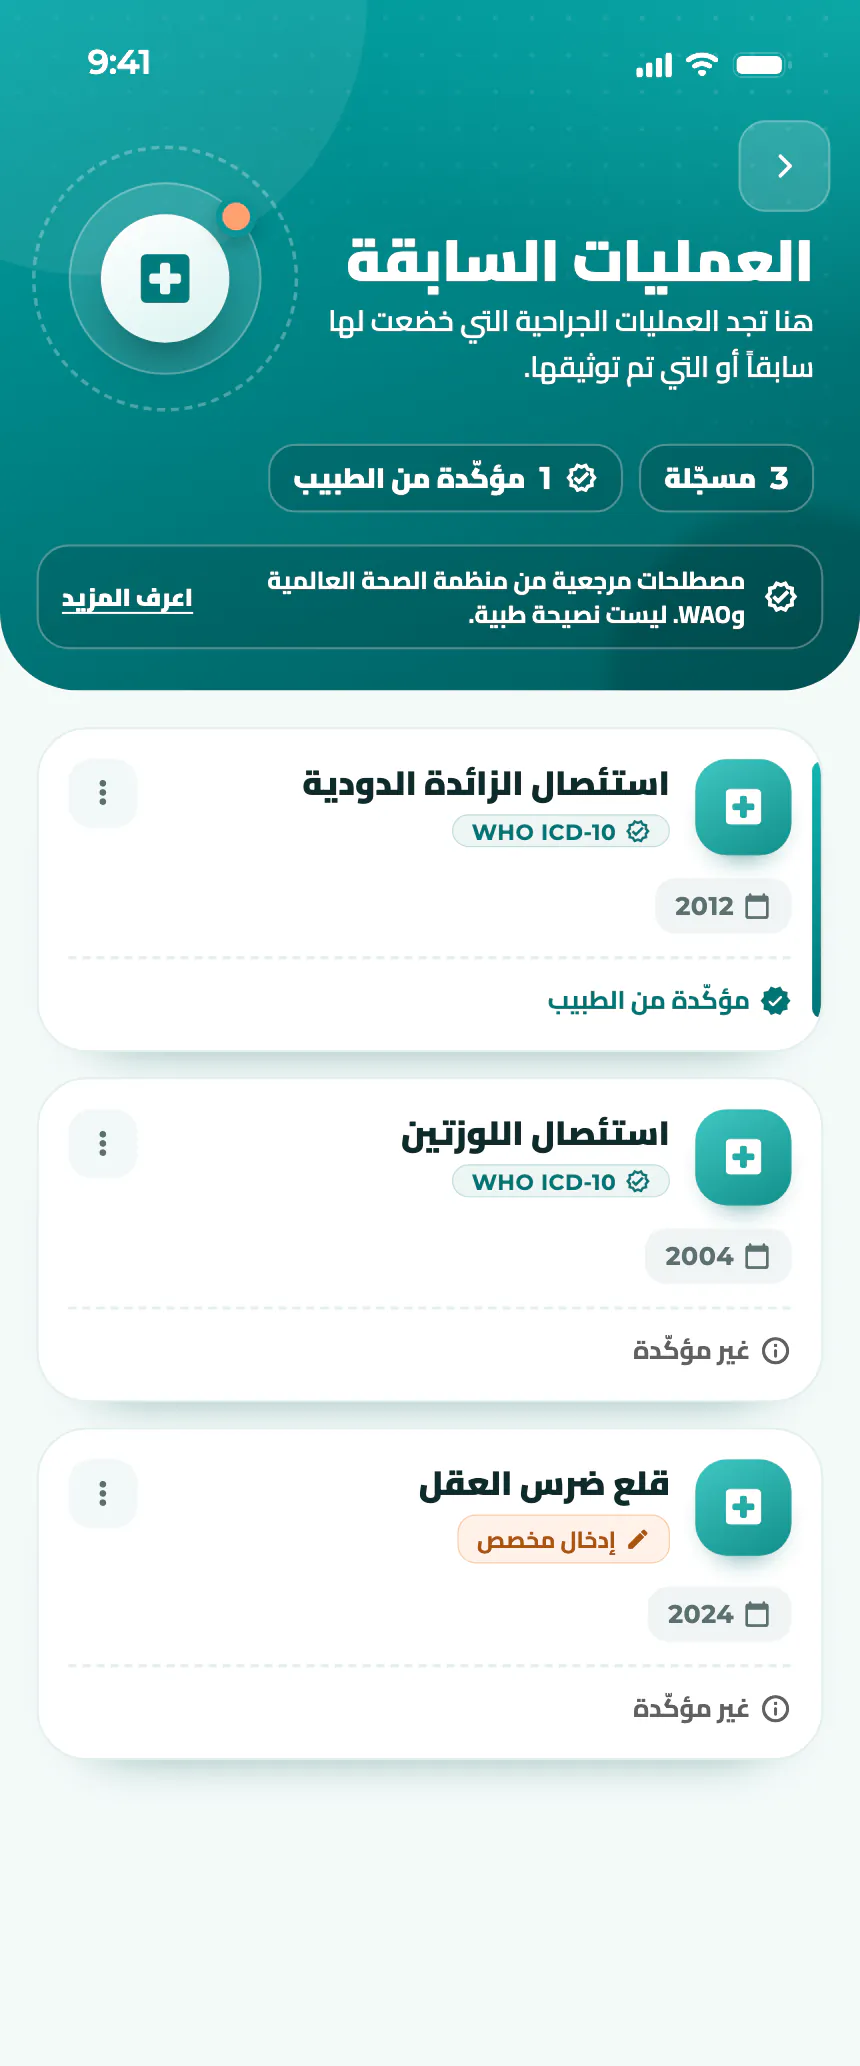 9:41
العمليات السابقة
هنا تجد العمليات الجراحية التي خضعت لها
سابقاً أو التي تم توثيقها.
3 مسجّلة
1 مؤكّدة من الطبيب
مصطلحات مرجعية من منظمة الصحة العالمية
وWAO. ليست نصيحة طبية.
اعرف المزيد
استئصال الزائدة الدودية
WHO ICD-10
2012
مؤكّدة من الطبيب
استئصال اللوزتين
WHO ICD-10
2004
غير مؤكّدة
قلع ضرس العقل
إدخال مخصص
2024
غير مؤكّدة